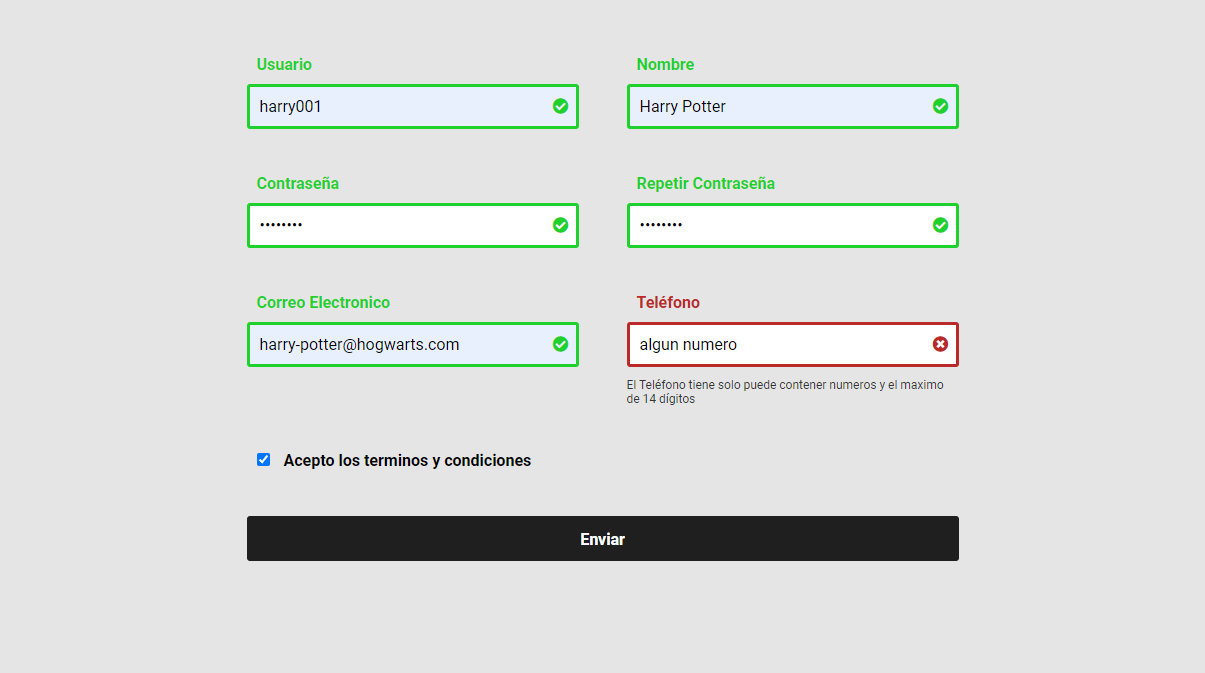 Usuario
Nombre
harry001
Harry Potter
Contraseña
Repetir Contraseña
••••••••
••••••••
Correo Electronico
Teléfono
harry-potter@hogwarts.com
algun numero
El Teléfono tiene solo puede contener numeros y el maximo
de 14 dígitos
Acepto los terminos y condiciones
Enviar